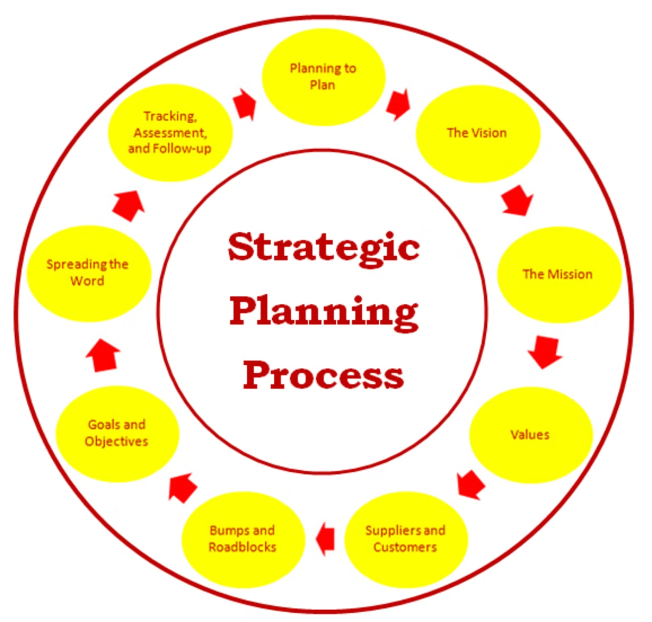 Planning to
Plan
The Vision
The Mission
Values
Suppliers and
Customers
Bumps and
Roadblocks
Goals and
Objectives
Spreading the
Word
Tracking,
Assessment,
and Follow-up
Strategic
Planning
Process